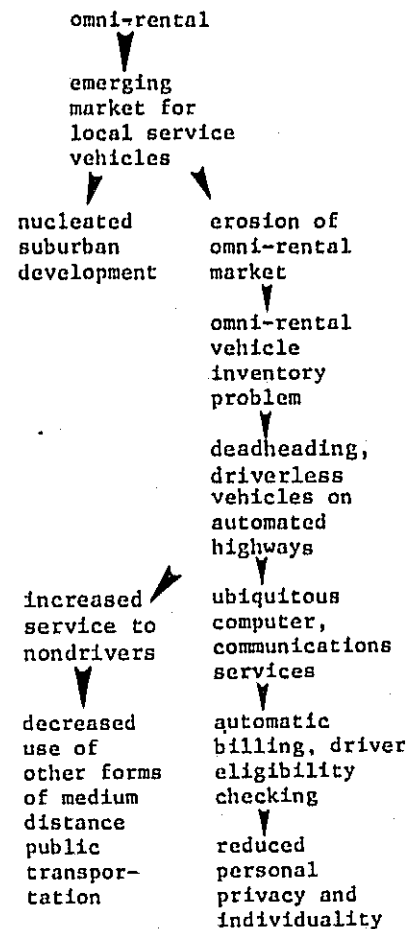 omni-rental
emerging
market for
local service
vehicles
nucleated
suburban
development
erosion of
omni-rental
market
omni-rental
vehicle
inventory
problem
deadheading,
driverless
vehicles on
automated
highways
increased
service to
nondrivers
decreased
use of
other forms
of medium
distance
public
transpor-
tation
ubiquitous
computer,
communications
services
automatic
billing, driver
eligibility
checking
reduced
personal
privacy and
individuality